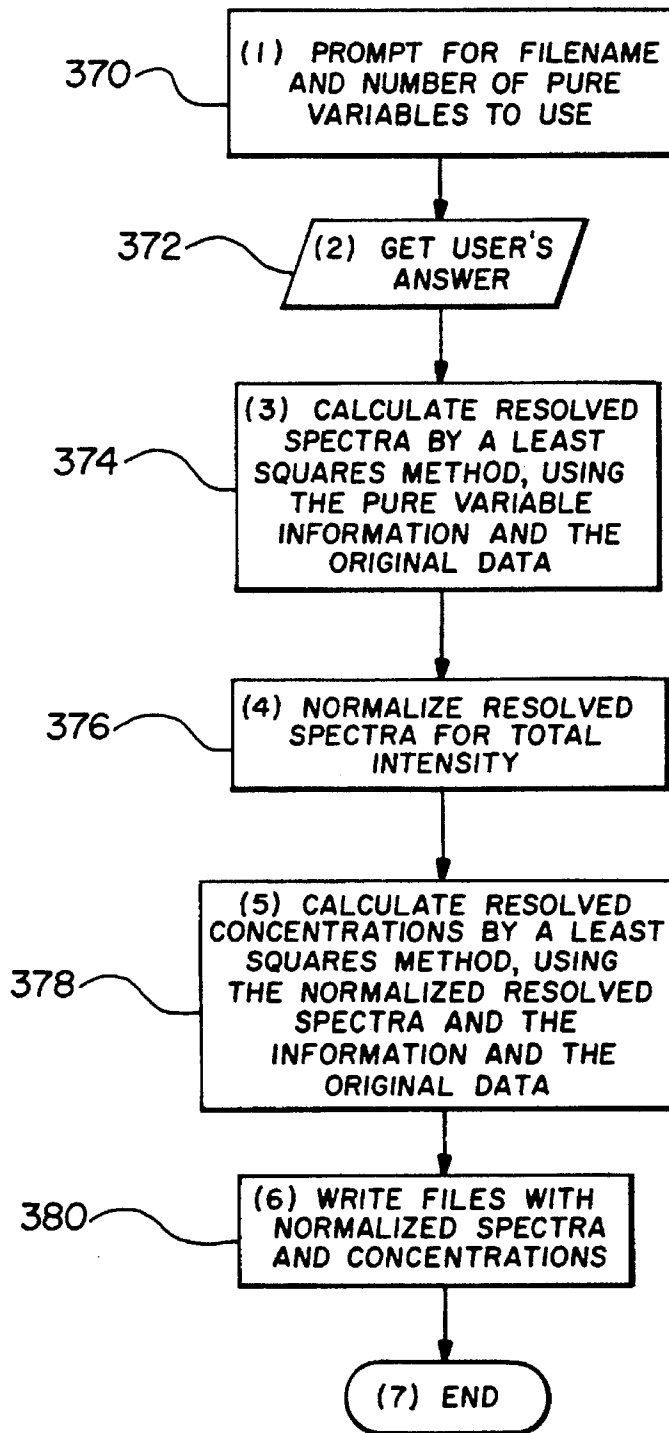 370
(1) PROMPT FOR FILENAME
AND NUMBER OF PURE
VARIABLES TO USE
372
(2) GET USER'S
ANSWER
374
(3) CALCULATE RESOLVED
SPECTRA BY A LEAST
SQUARES METHOD, USING
THE PURE VARIABLE
INFORMATION AND THE
ORIGINAL DATA
376
(4) NORMALIZE RESOLVED
SPECTRA FOR TOTAL
INTENSITY
378
(5) CALCULATE RESOLVED
CONCENTRATIONS BY A LEAST
SQUARES METHOD, USING
THE NORMALIZED RESOLVED
SPECTRA AND THE
INFORMATION AND THE
ORIGINAL DATA
380
(6) WRITE FILES WITH
NORMALIZED SPECTRA
AND CONCENTRATIONS
(7) END